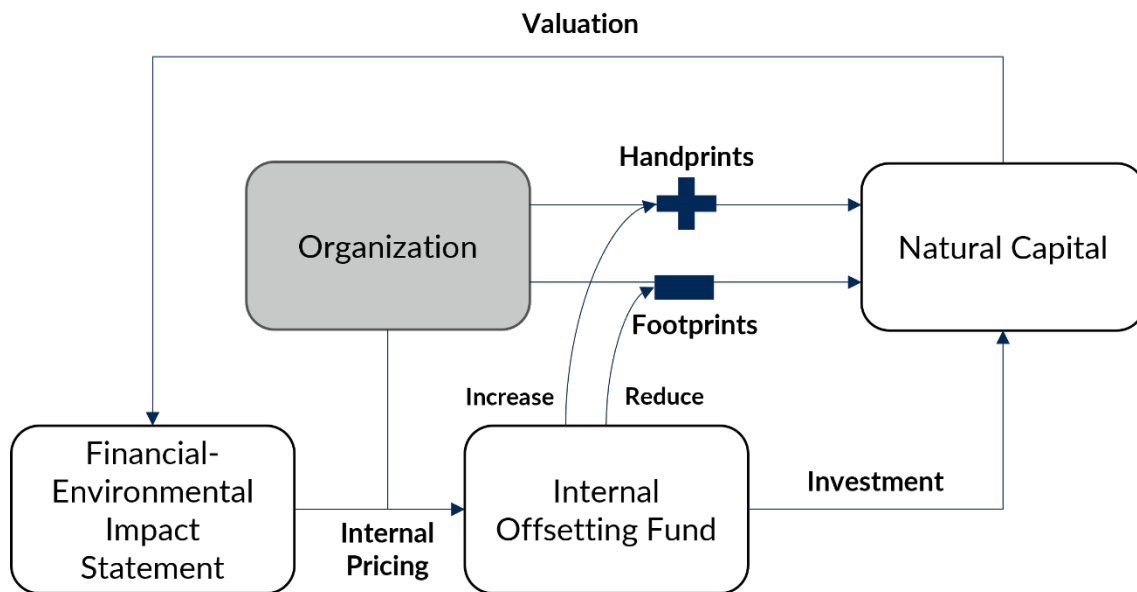 Valuation
Handprints
Organization
Natural Capital
Footprints
Increase
Reduce
Financial-
Environmental
Impact
Statement
Internal
Pricing
Internal
Offsetting Fund
Investment